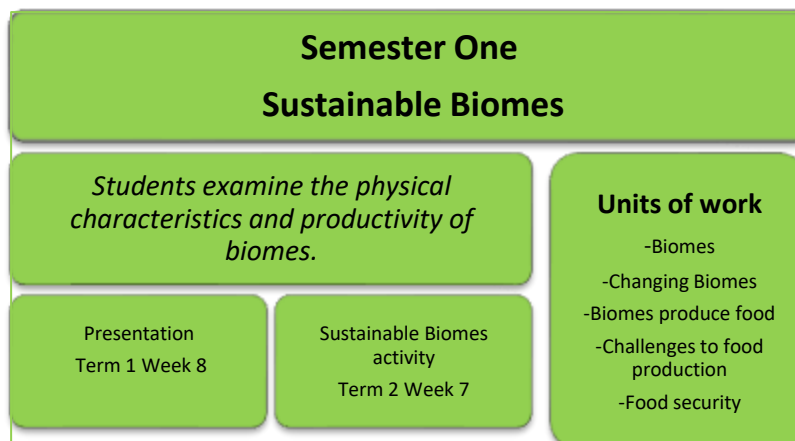 Semester One
Sustainable Biomes
Students examine the physical
characteristics and productivity of
biomes.
Presentation
Term 1 Week 8
Sustainable Biomes
activity
Term 2 Week 7
Units of work
-Biomes
-Changing Biomes
-Biomes produce food
-Challenges to food
production
-Food security